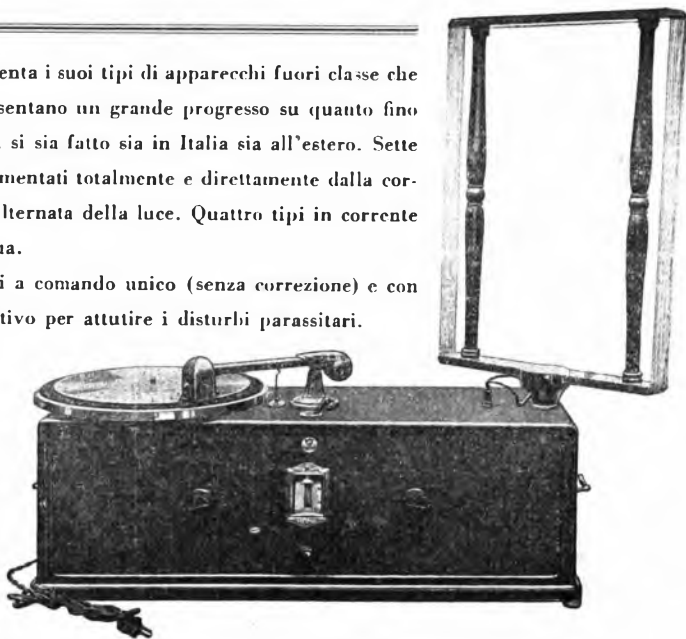 enta i suoi tipi di apparecchi fuori classe che
sentano un grande progresso su quanto fino
si sia fatto sia in Italia sia all'estero. Sette
mentati totalmente e direttamente dalla cor-
lternata della luce. Quattro tipi in corrente
ua.
i a comando unico (senza correzione) e con
tivo per attutire i disturbi parassitari.